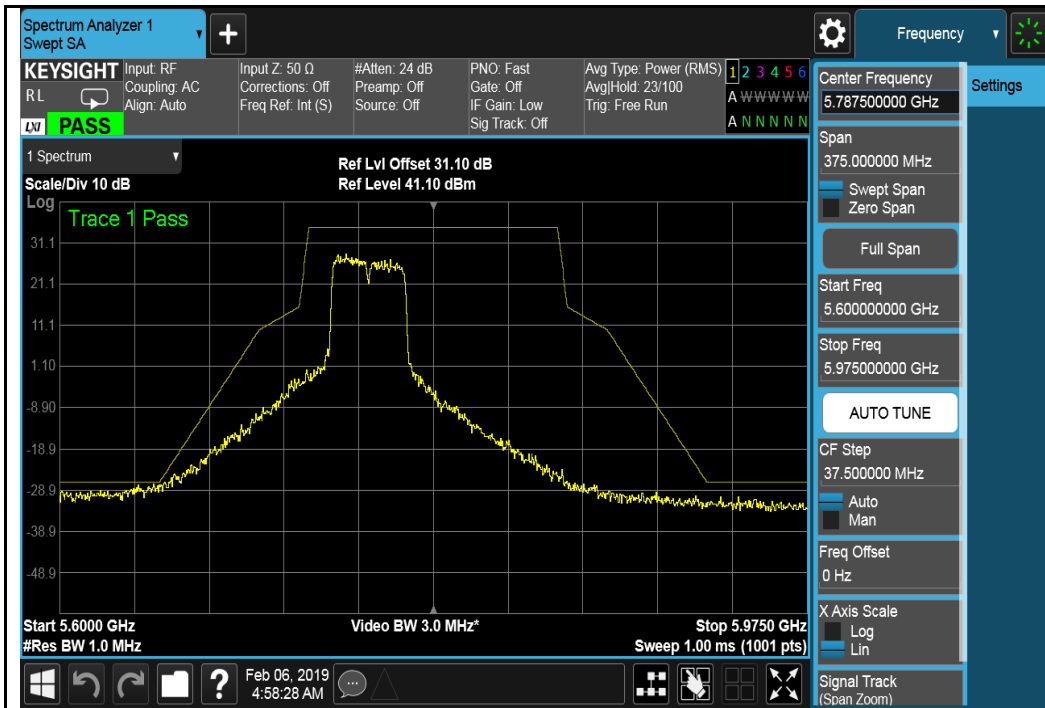 Spectrum Analyzer 1
Swept SA
+
Frequency
KEYSIGHT
R L
LXI
PASS
Input: RF
Coupling: AC
Align: Auto
Input Z: 50 Ω
Corrections: Off
Freq Ref: Int (S)
#Atten: 24 dB
Preamp: Off
Source: Off
PNO: Fast
Gate: Off
IF Gain: Low
Sig Track: Off
Avg Type: Power (RMS)
Avg|Hold: 23/100
Trig: Free Run
1 2 3 4 5 6
A W W W W W
A N N N N N
1 Spectrum
Scale/Div 10 dB
Ref Lvl Offset 31.10 dB
Ref Level 41.10 dBm
Log
Trace 1 Pass
31.1
21.1
11.1
1.10
-8.90
-18.9
-28.9
-38.9
-48.9
Start 5.6000 GHz
Video BW 3.0 MHz*
Stop 5.9750 GHz
#Res BW 1.0 MHz
Sweep 1.00 ms (1001 pts)
?
Feb 06, 2019
4:58:28 AM
Center Frequency
5.787500000 GHz
Settings
Span
375.000000 MHz
Swept Span
Zero Span
Full Span
Start Freq
5.600000000 GHz
Stop Freq
5.975000000 GHz
AUTO TUNE
CF Step
37.500000 MHz
Auto
Man
Freq Offset
0 Hz
X Axis Scale
Log
Lin
Signal Track
(Span Zoom)